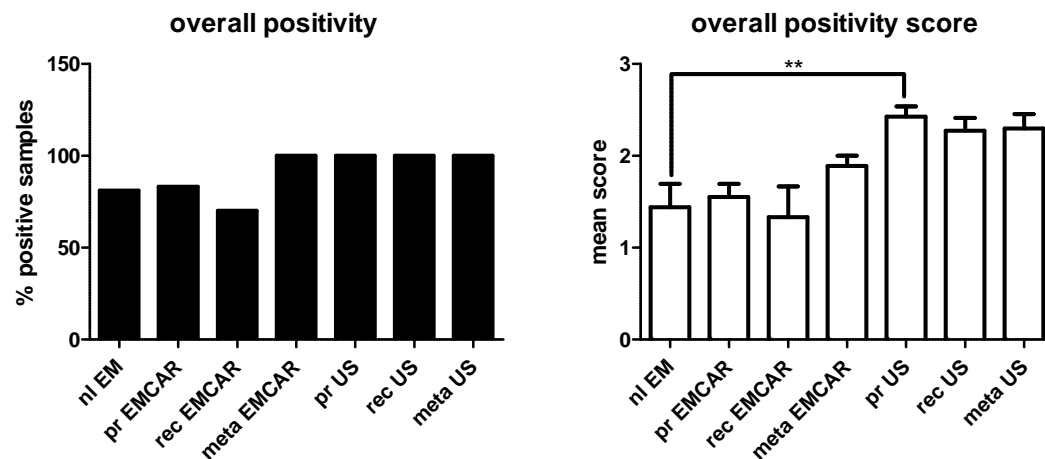 overall positivity
% positive samples
150
100
50
0
nl EM
pr EMCAR
rec EMCAR
meta EMCAR
pr US
rec US
meta US
overall positivity score
mean score
3
2
1
0
**
nl EM
pr EMCAR
rec EMCAR
meta EMCAR
pr US
rec US
meta US